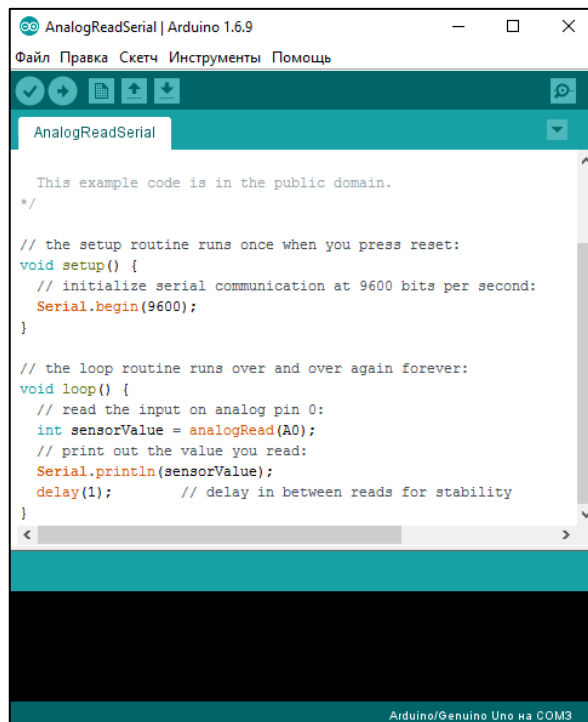 AnalogReadSerial | Arduino 1.6.9
Файл Правка Скетч Инструменты Помощь
AnalogReadSerial
This example code is in the public domain.
*/
// the setup routine runs once when you press reset:
void setup() {
// initialize serial communication at 9600 bits per second:
Serial.begin(9600);
}
// the loop routine runs over and over again forever:
void loop() {
// read the input on analog pin 0:
int sensorValue = analogRead(A0);
// print out the value you read:
Serial.println(sensorValue);
delay(1);        // delay in between reads for stability
}
Arduino/Genuino Uno на COM3